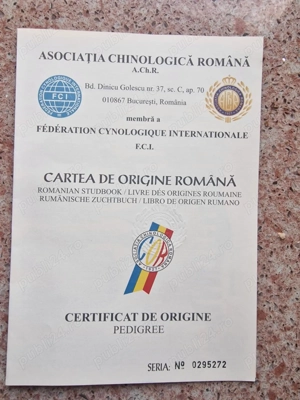 ASOCIAȚIA CHINOLOGICĂ ROMÂNĂ
A.Ch.R.
Bd. Dinicu Golescu nr. 37, sc. C, ap. 70
010867 București, România
membră a
FÉDÉRATION CYNOLOGIQUE INTERNATIONALE
F.C.I.
FCI
CARTEA DE ORIGINE ROMÂNĂ
ROMANIAN STUDBOOK / LIVRE DES ORIGINES ROUMAINE
RUMÄNISCHE ZUCHTBUCH / LIBRO DE ORIGEN RUMANO
COR
CERTIFICAT DE ORIGINE
PEDIGREE
SERIA: Nº 0295272